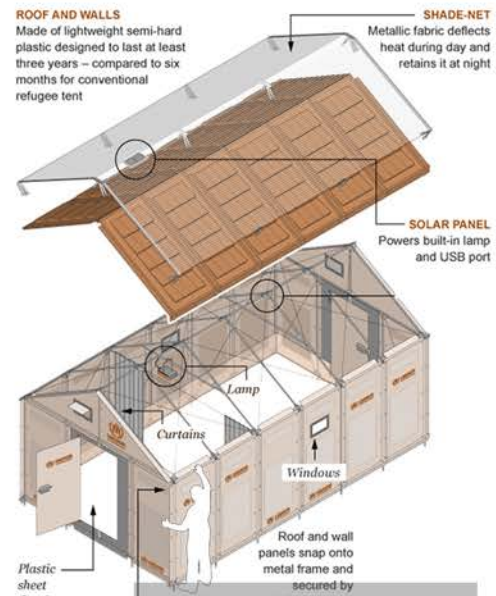 ROOF AND WALLS
Made of lightweight semi-hard
plastic designed to last at least
three years – compared to six
months for conventional
refugee tent
SHADE-NET
Metallic fabric deflects
heat during day and
retains it at night
SOLAR PANEL
Powers built-in lamp
and USB port
Lamp
Curtains
Windows
Roof and wall
panels snap onto
metal frame and
secured by
Plastic
sheet